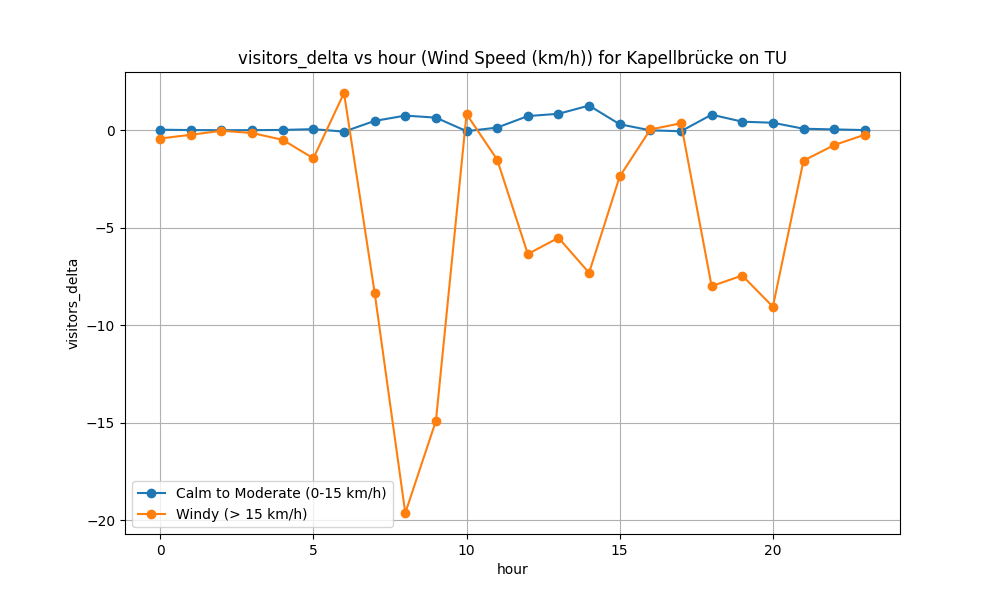 visitors_delta vs hour (Wind Speed (km/h)) for Kapellbrücke on TU
visitors_delta
0
−5
−10
−15
−20
Calm to Moderate (0-15 km/h)
Windy (> 15 km/h)
0 5 10 15 20
hour